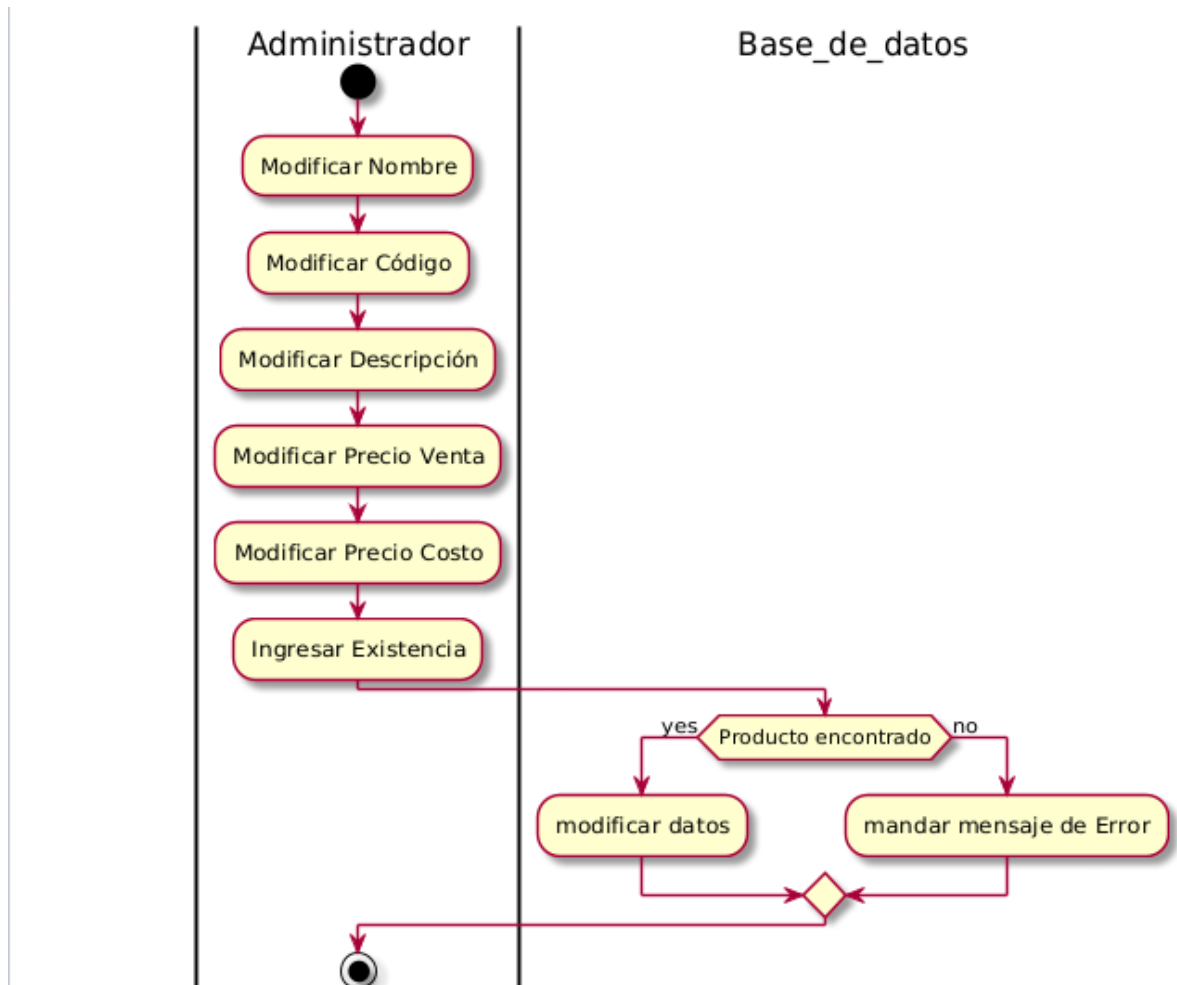 Administrador
Base_de_datos
Modificar Nombre
Modificar Código
Modificar Descripción
Modificar Precio Venta
Modificar Precio Costo
Ingresar Existencia
yes
Producto encontrado
no
modificar datos
mandar mensaje de Error